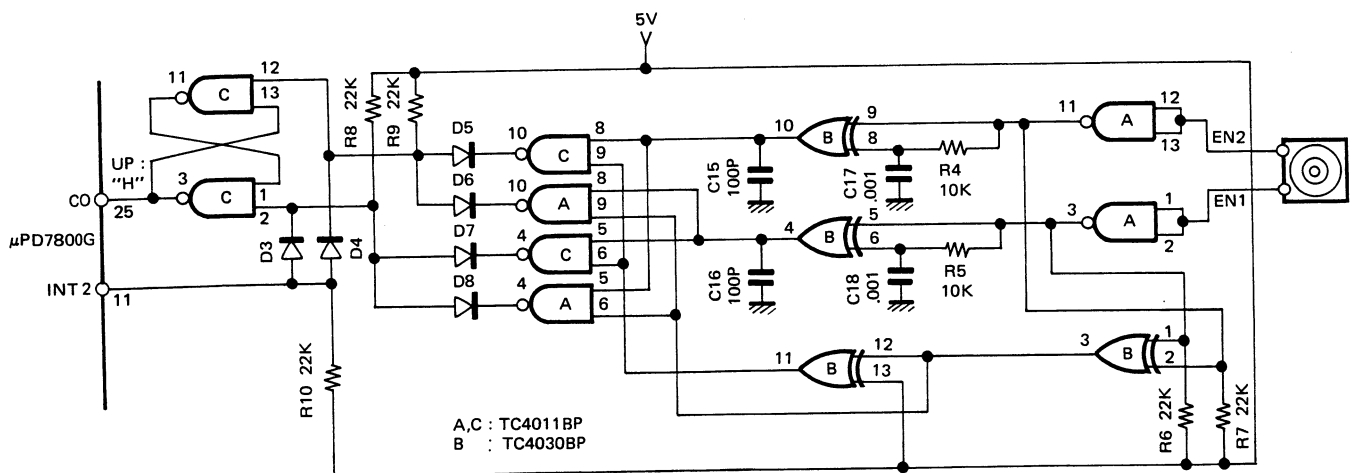 5V
11
C
12
13
UP :
"H"
CO
25
3
C
1
2
μPD7800G
INT 2
11
D3
D4
R10 22K
R8 22K
R9 22K
D5
10
C
8
9
D6
10
A
8
9
D7
4
C
5
6
D8
4
A
5
6
C15
100P
C16
100P
10
B
9
8
C17
.001
R4
10K
4
B
5
6
C18
.001
R5
10K
11
A
12
13
EN2
3
A
1
2
EN1
11
B
12
13
3
B
1
2
R6 22K
R7 22K
A,C : TC4011BP
B : TC4030BP